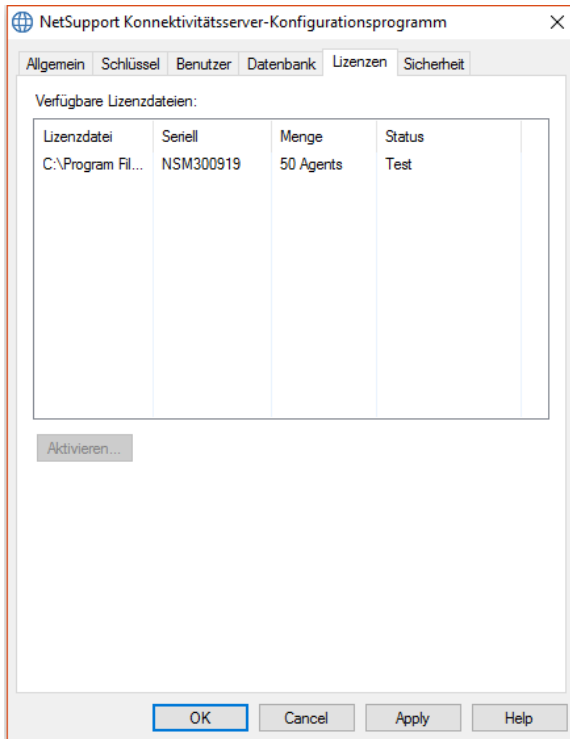 NetSupport Konnektivitätsserver-Konfigurationsprogramm
Allgemein Schlüssel Benutzer Datenbank Lizenzen Sicherheit
Verfügbare Lizenzdateien:
Lizenzdatei Seriell Menge Status
C:\Program Fil... NSM300919 50 Agents Test
Aktivieren...
OK Cancel Apply Help